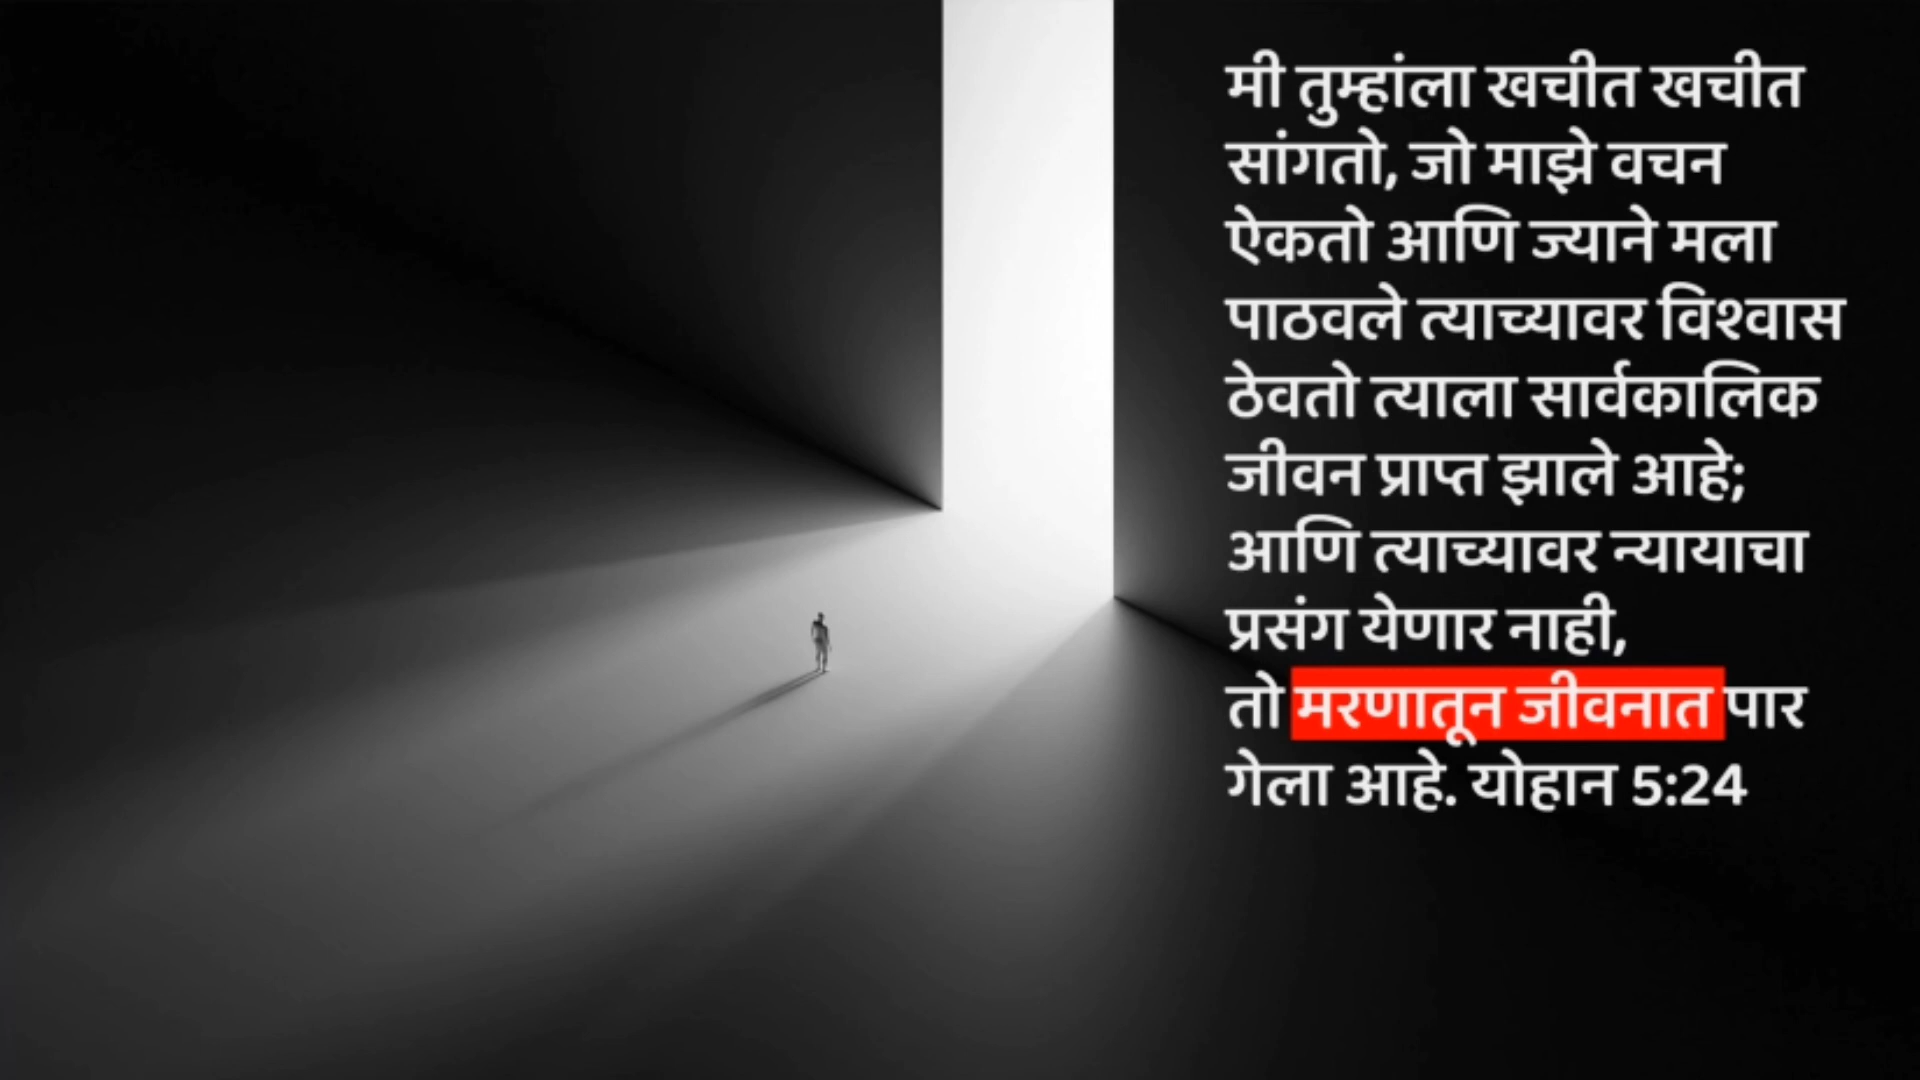 मी तुम्हांला खचीत खचीत
सांगतो, जो माझे वचन
ऐकतो आणि ज्याने मला
पाठवले त्याच्यावर विश्वास
ठेवतो त्याला सार्वकालिक
जीवन प्राप्त झाले आहे;
आणि त्याच्यावर न्यायाचा
प्रसंग येणार नाही,
तो मरणातून जीवनात पार
गेला आहे. योहान 5:24